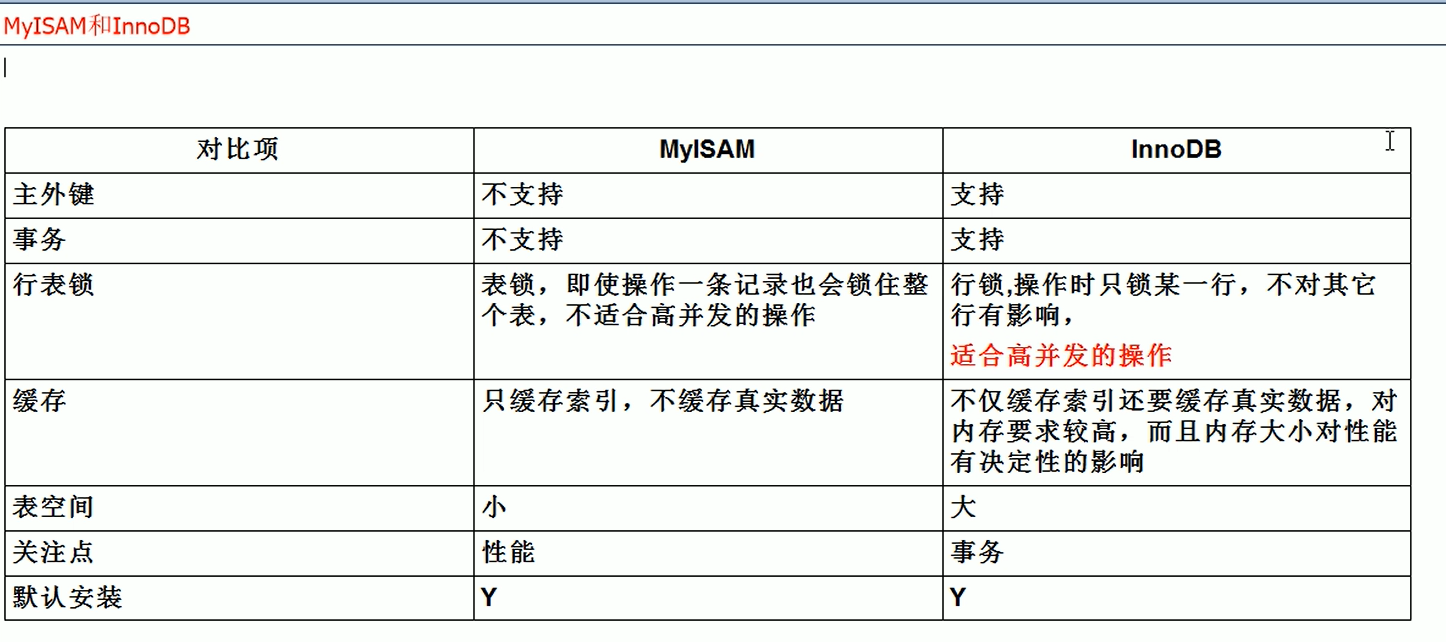 MyISAM和InnoDB
对比项 MyISAM InnoDB
主外键 不支持 支持
事务 不支持 支持
行表锁 表锁，即使操作一条记录也会锁住整 行锁,操作时只锁某一行，不对其它
个表，不适合高并发的操作 行有影响，
适合高并发的操作
缓存 只缓存索引，不缓存真实数据 不仅缓存索引还要缓存真实数据，对
内存要求较高，而且内存大小对性能
有决定性的影响
表空间 小 大
关注点 性能 事务
默认安装 Y Y